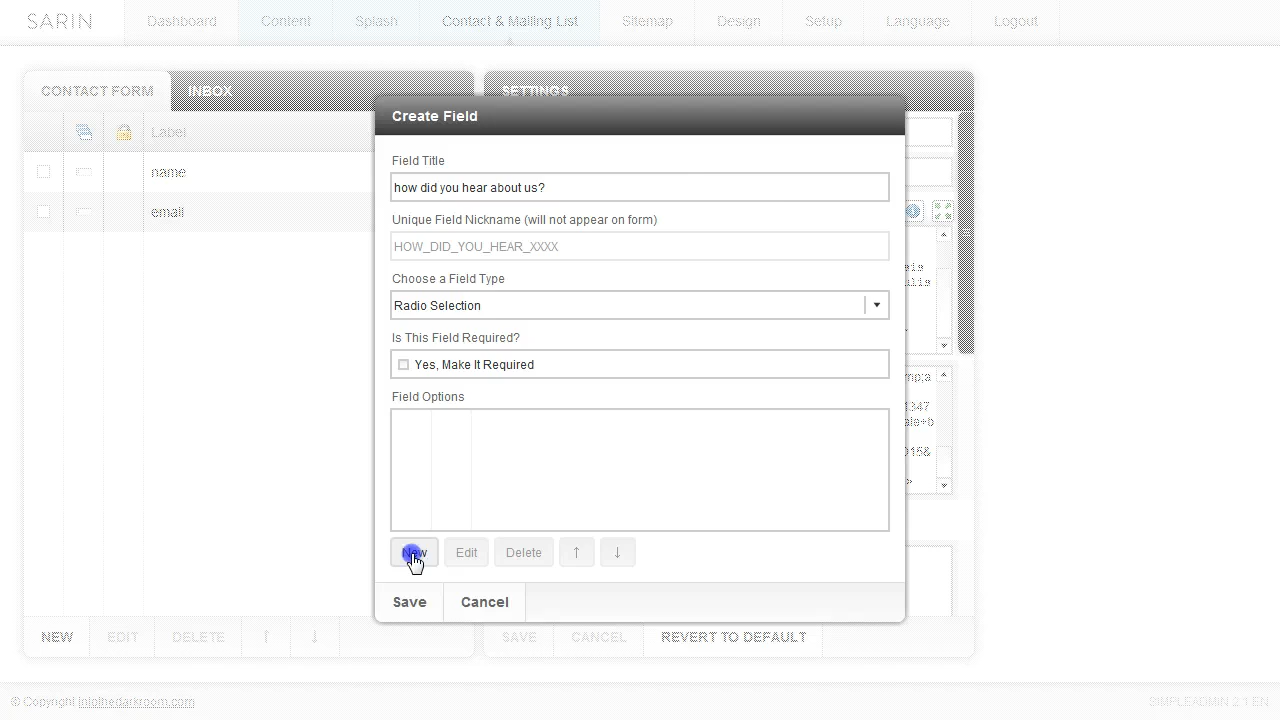 SARIN Dashboard Content Splash Contact & Mailing List Sitemap Design Setup Language Logout
CONTACT FORM INBOX SETTINGS
Create Field
Label
Field Title
name
how did you hear about us?
email
Unique Field Nickname (will not appear on form)
HOW_DID_YOU_HEAR_XXXX
Choose a Field Type
Radio Selection
Is This Field Required?
Yes, Make It Required
Field Options
New Edit Delete ↑ ↓
Save Cancel
NEW EDIT DELETE ↑ ↓ SAVE CANCEL REVERT TO DEFAULT
© Copyright intothedarkroom.com SIMPLEADMIN 2.1 EN